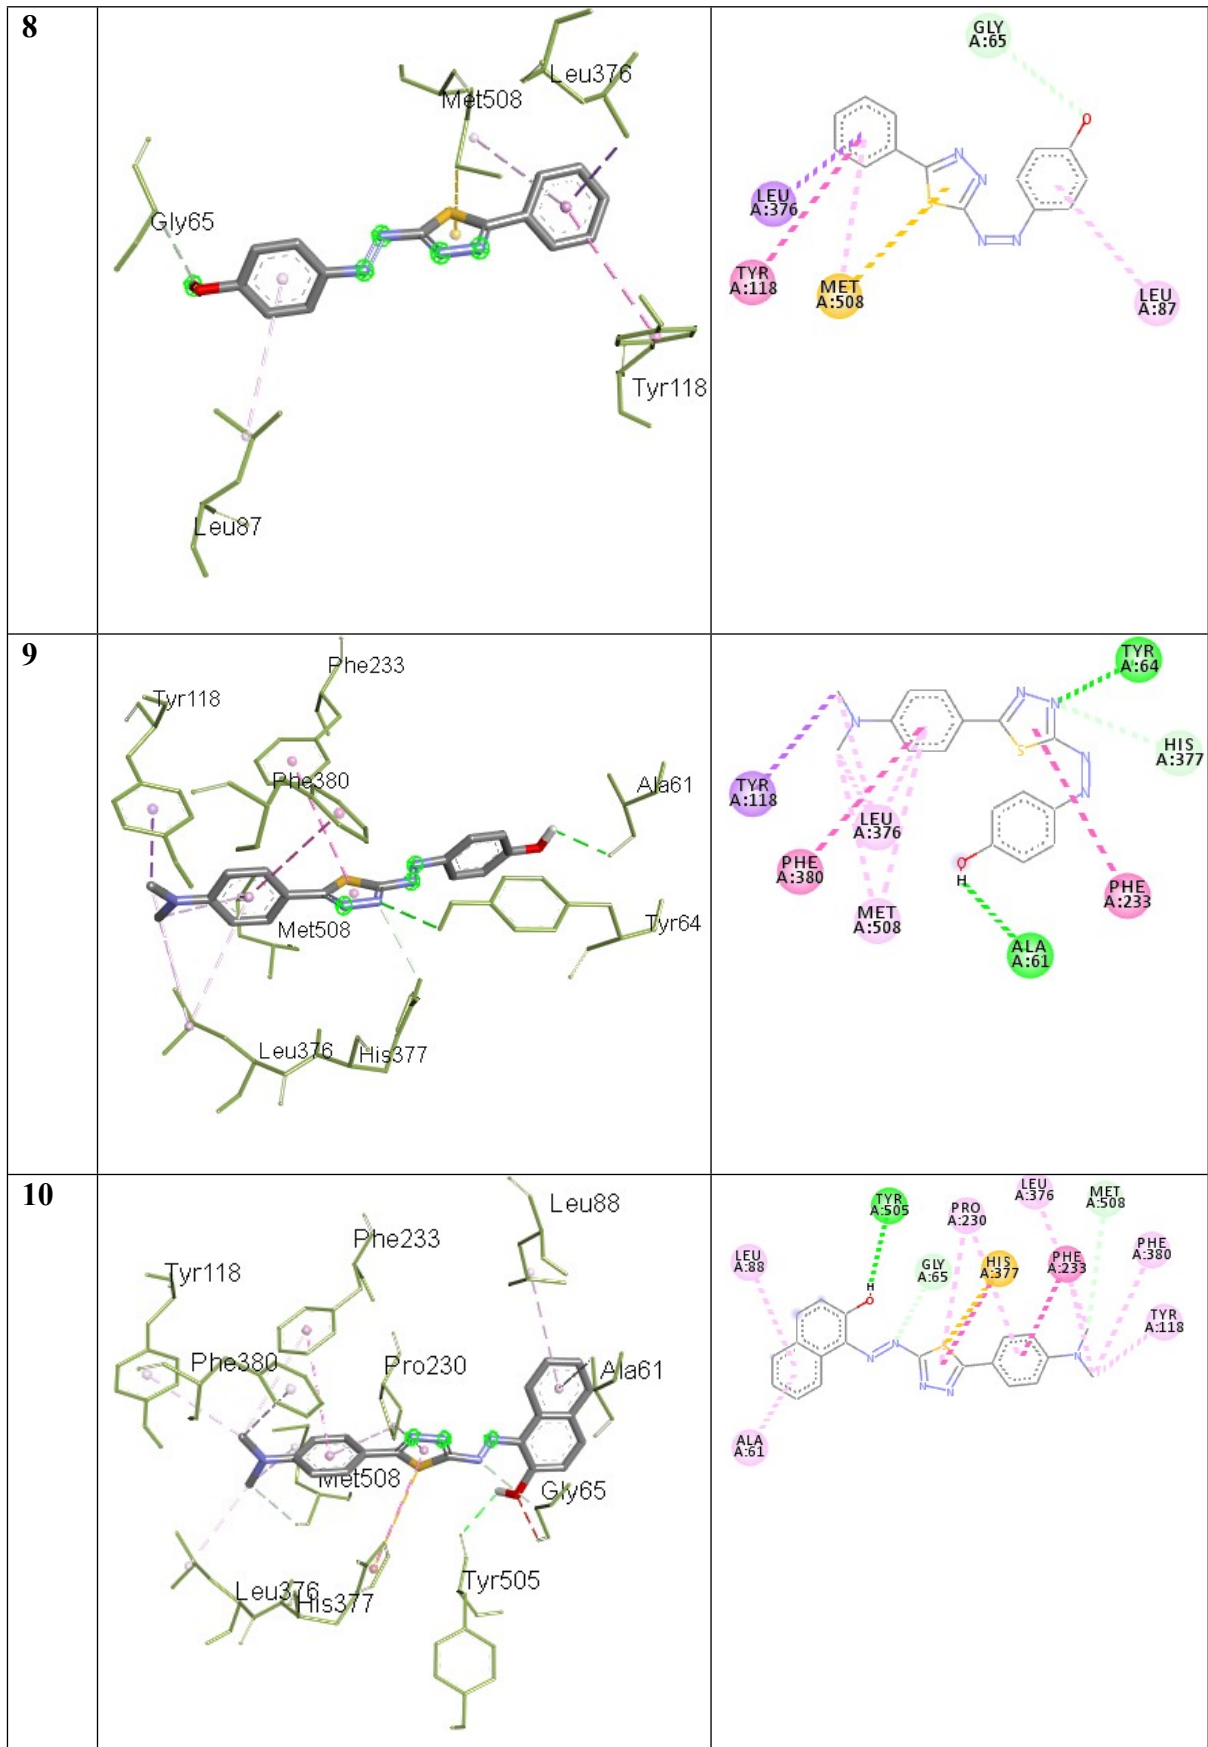 8
Leu376
Met508
Gly65
Tyr118
Leu87
GLY
A:65
O
N
N
S
N
N
LEU
A:376
TYR
A:118
MET
A:508
LEU
A:87
9
Phe233
Tyr118
Phe380
Ala61
Met508
Tyr64
Leu376
His377
TYR
A:64
N
N
N
HIS
A:377
S
N
N
TYR
A:118
LEU
A:376
PHE
A:380
O
H
MET
A:508
PHE
A:233
ALA
A:61
10
Leu88
Phe233
Tyr118
Phe380
Pro230
Ala61
Met508
Gly65
Leu376
His377
Tyr505
LEU
A:376
MET
A:508
TYR
A:505
PRO
A:230
PHE
A:380
LEU
A:88
GLY
A:65
HIS
A:377
PHE
A:233
H
O
TYR
A:118
S
N
N
N
N
N
ALA
A:61